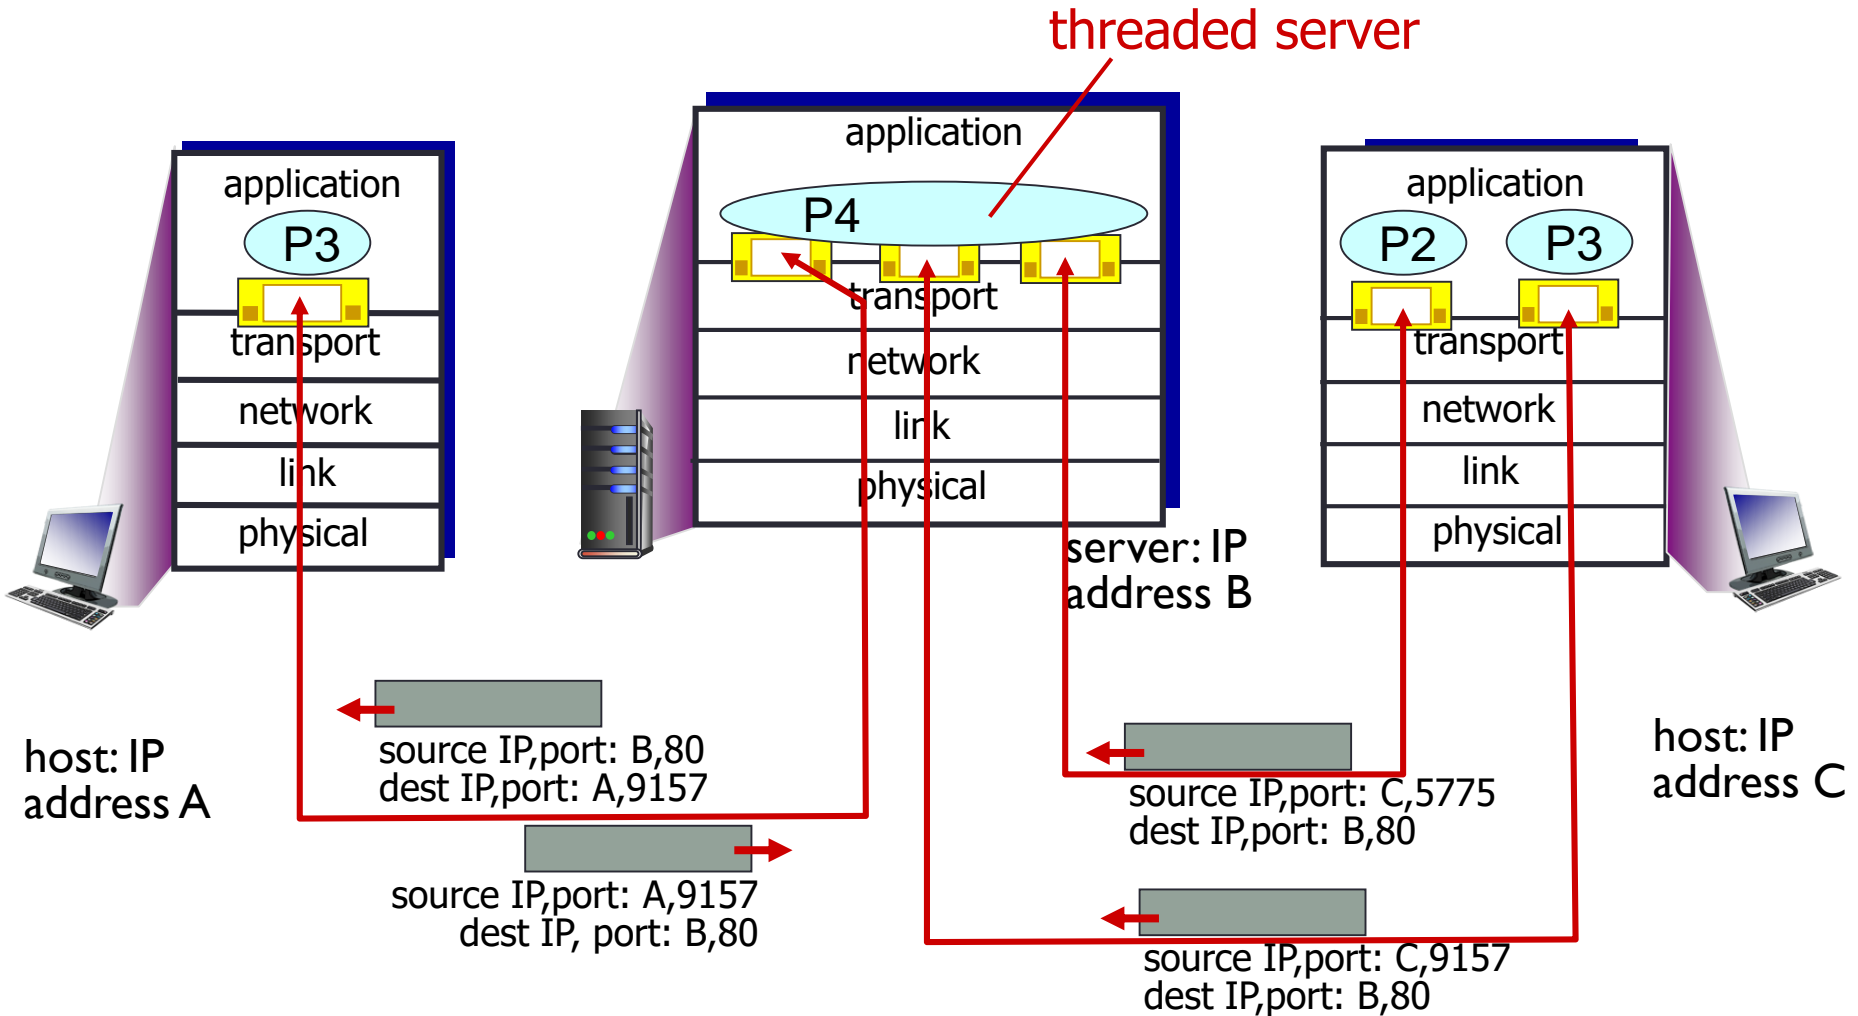 threaded server
application
P3
transport
network
link
physical
application
P4
transport
network
link
physical
server: IP
address B
application
P2
P3
transport
network
link
physical
host: IP
address A
source IP,port: B,80
dest IP,port: A,9157
source IP,port: A,9157
dest IP, port: B,80
source IP,port: C,5775
dest IP,port: B,80
source IP,port: C,9157
dest IP,port: B,80
host: IP
address C